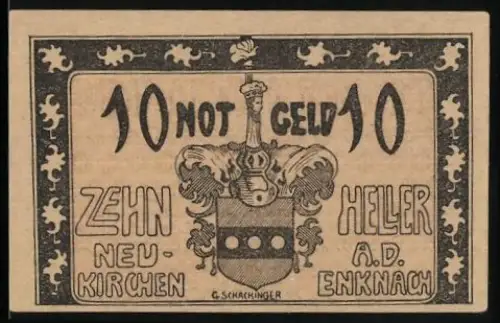 10 NOT GELD 10
ZEHN HELLER
NEU- A.D.
KIRCHEN ENKNACH
G. SCHACHINGER